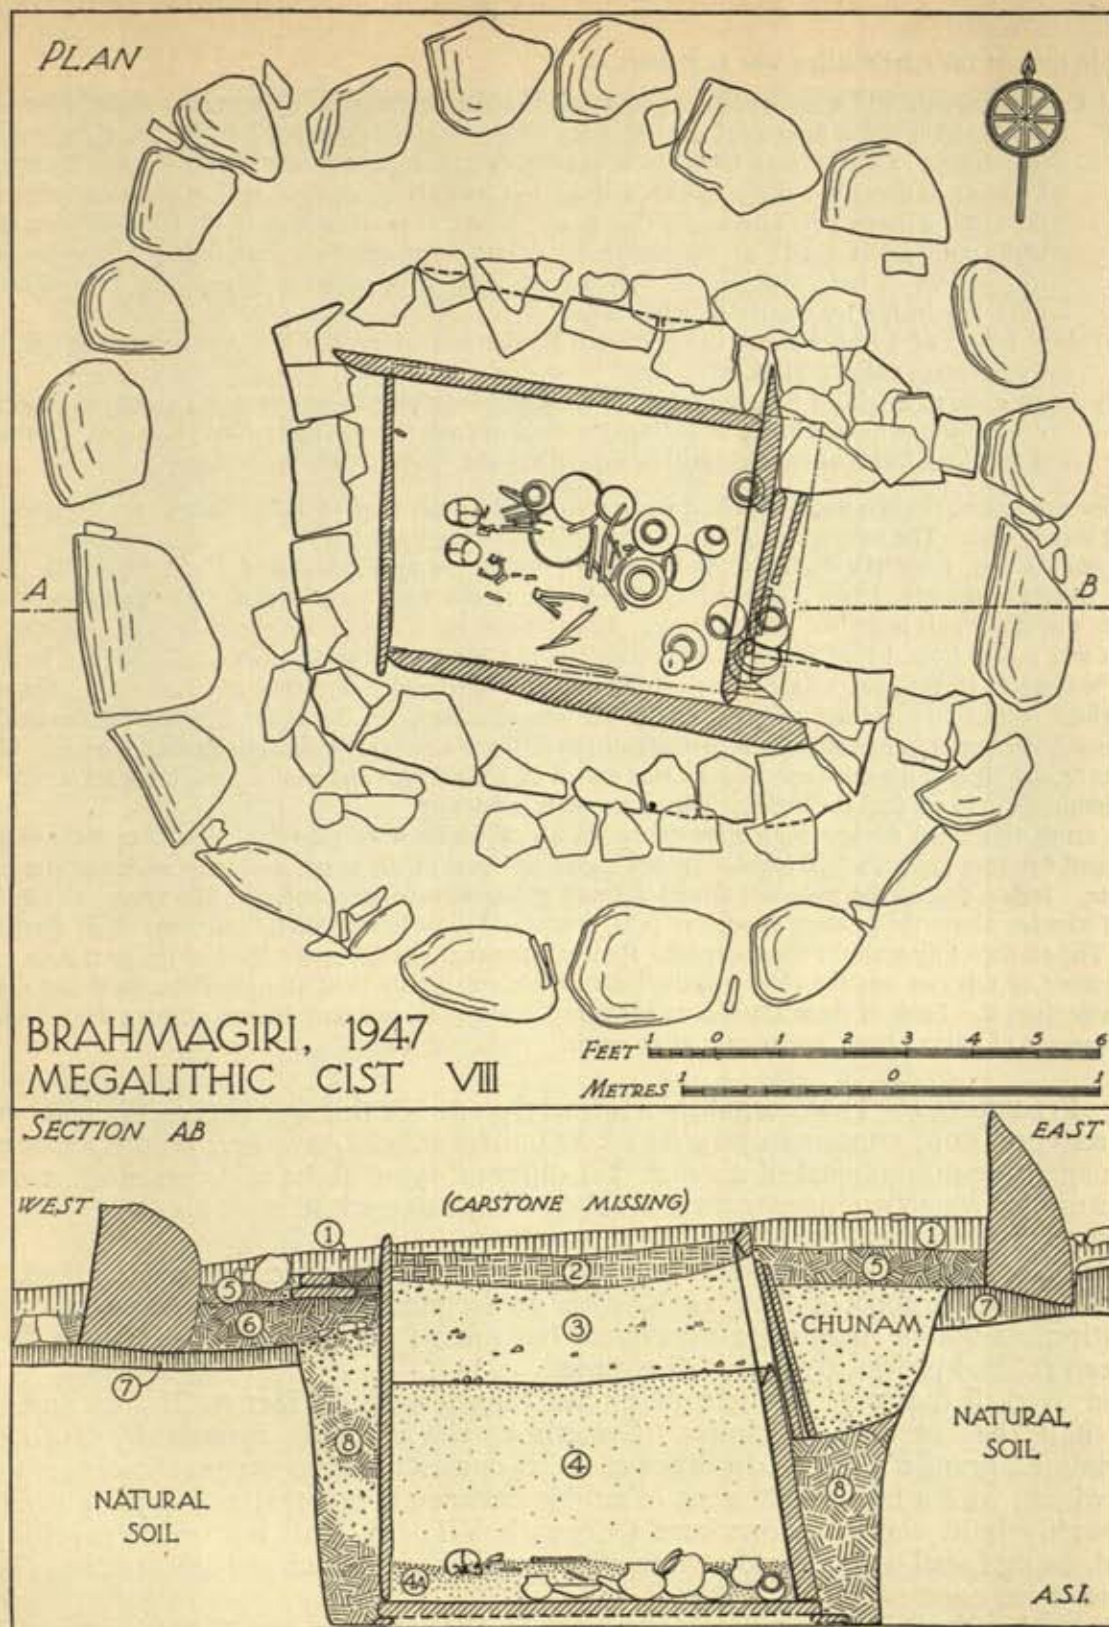 PLAN
A
B
BRAHMAGIRI, 1947
MEGALITHIC CIST VIII
FEET 1 0 1 2 3 4 5 6
METRES 1 0 1
SECTION AB
EAST
WEST
(CAPSTONE MISSING)
1
1
2
5
5
6
3
7
CHUNAM
7
8
4
8
NATURAL
SOIL
NATURAL
SOIL
4A
A.S.I.